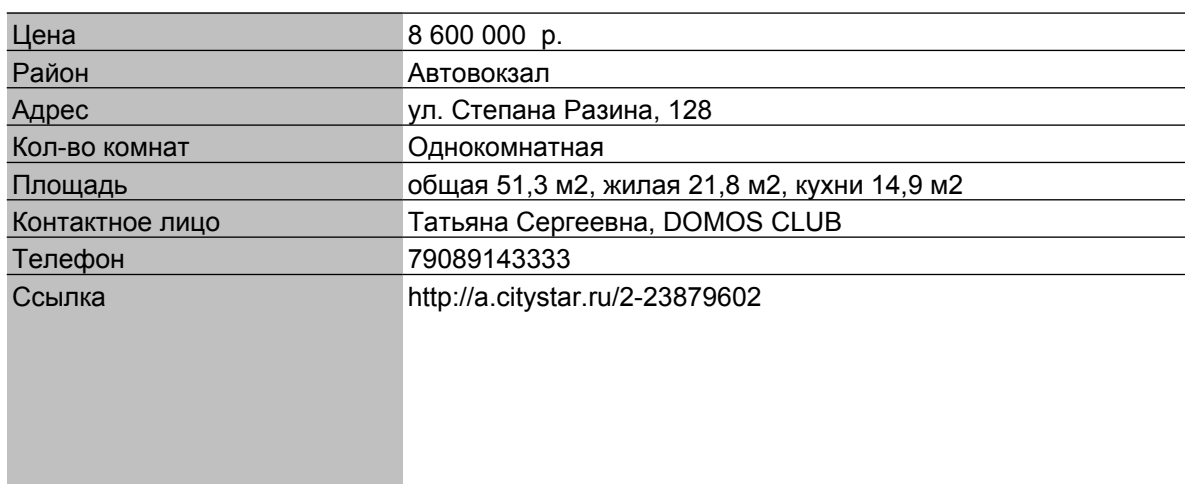 Цена 8 600 000 р.
Район Автовокзал
Адрес ул. Степана Разина, 128
Кол-во комнат Однокомнатная
Площадь общая 51,3 м2, жилая 21,8 м2, кухни 14,9 м2
Контактное лицо Татьяна Сергеевна, DOMOS CLUB
Телефон 79089143333
Ссылка http://a.citystar.ru/2-23879602